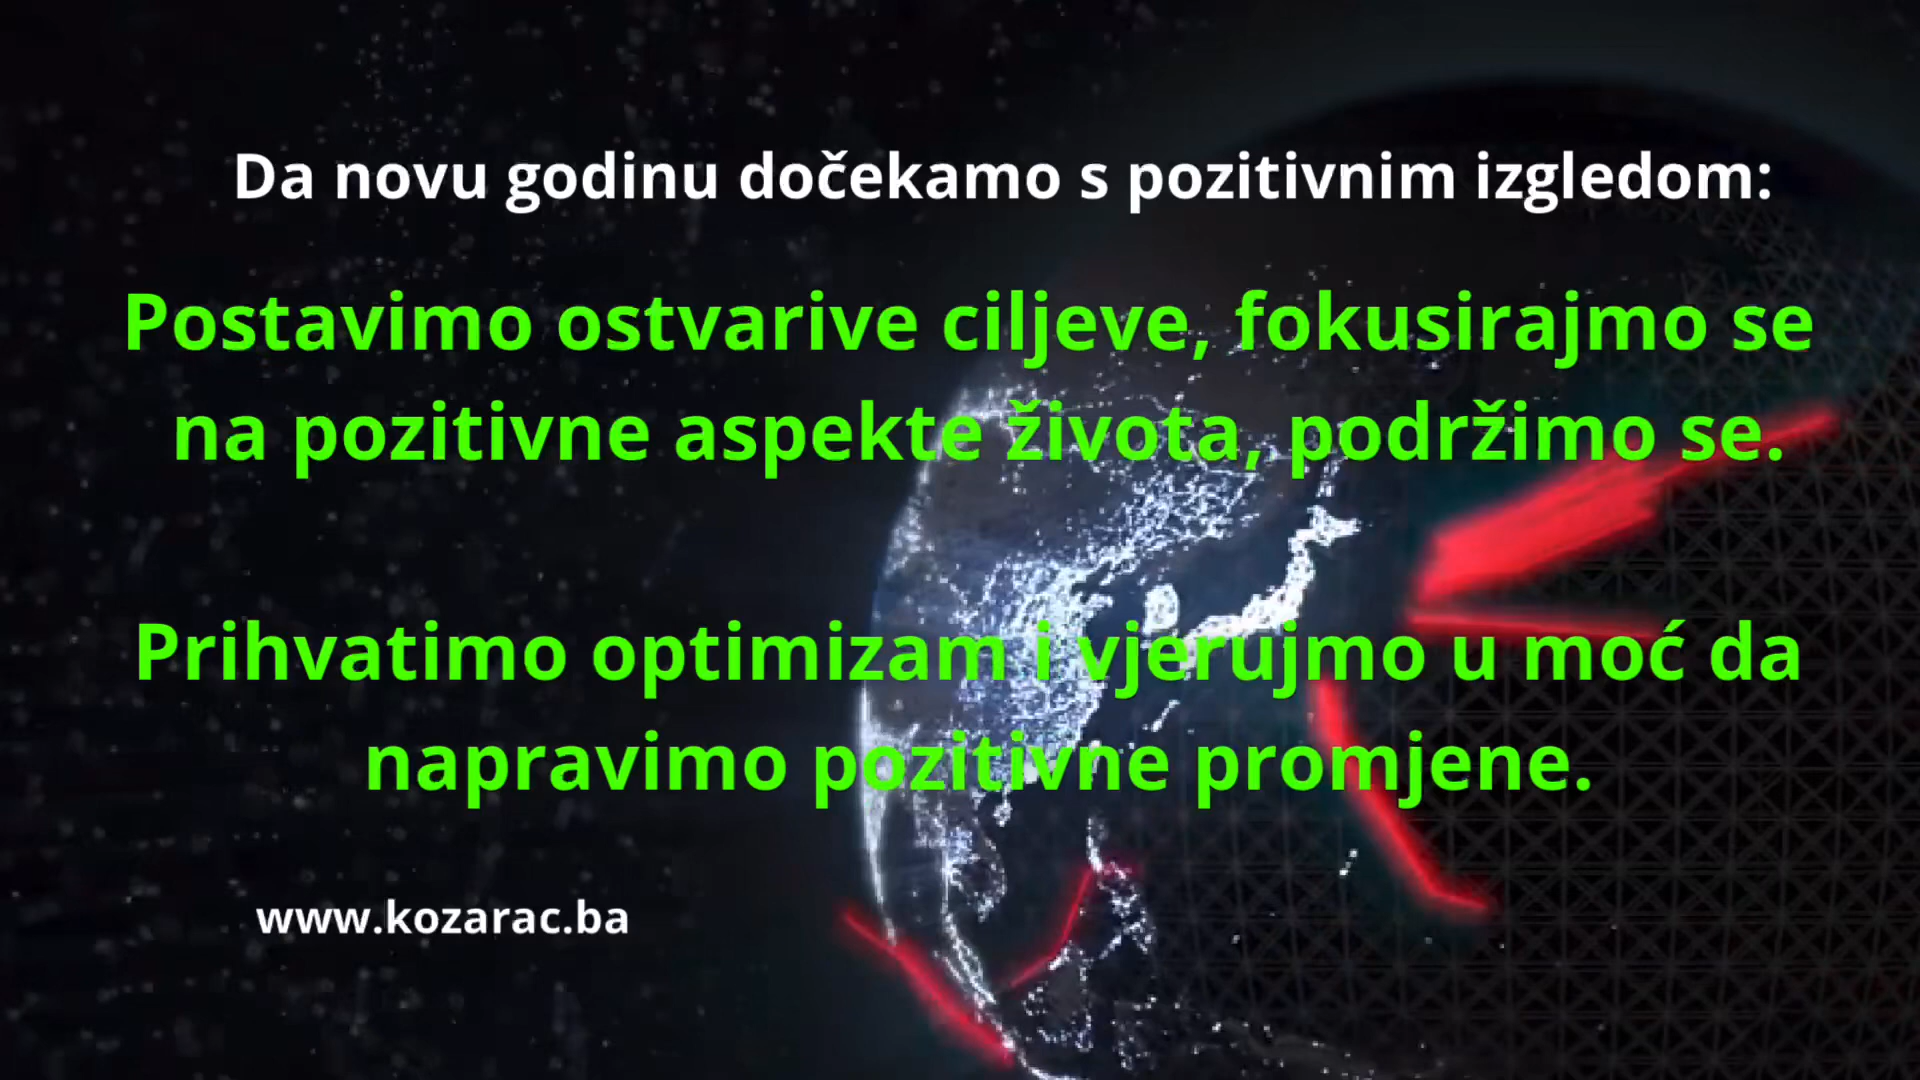 Da novu godinu dočekamo s pozitivnim izgledom:
Postavimo ostvarive ciljeve, fokusirajmo se
na pozitivne aspekte života, podržimo se.
Prihvatimo optimizam i vjerujmo u moć da
napravimo pozitivne promjene.
www.kozarac.ba